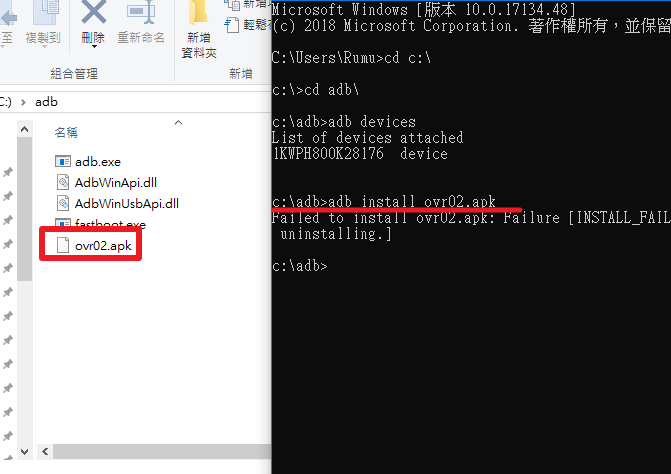 至 複製到 刪除 重新命名 新增 資料夾
輕鬆
組合管理 新增
C:) › adb
名稱
adb.exe
AdbWinApi.dll
AdbWinUsbApi.dll
fastboot.exe
ovr02.apk
Microsoft Windows [版本 10.0.17134.48]
(c) 2018 Microsoft Corporation. 著作權所有，並保留
C:\Users\Rumu>cd c:\
c:\>cd adb\
c:\adb>adb devices
List of devices attached
1KWPH800K28176 device
c:\adb>adb install ovr02.apk
Failed to install ovr02.apk: Failure [INSTALL_FAIL
uninstalling.]
c:\adb>